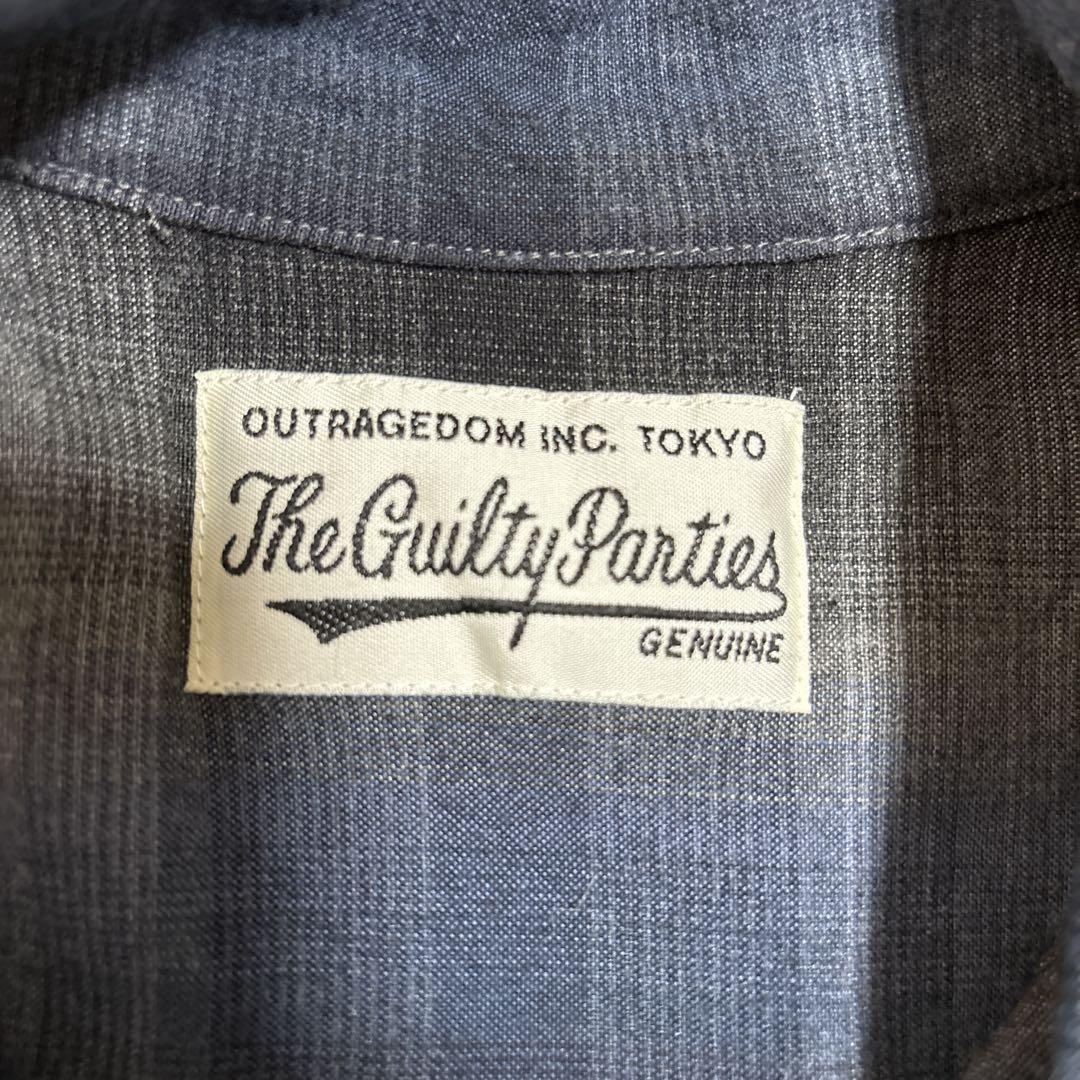 OUTRAGEDOM INC. TOKYO
The Guilty Parties
GENUINE